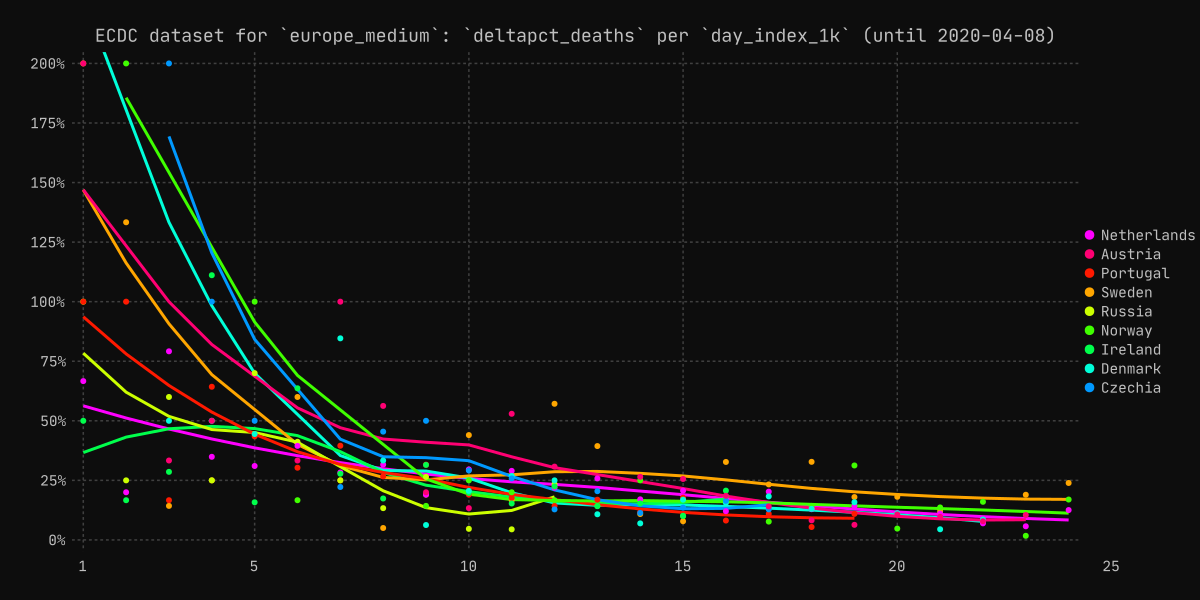 ECDC dataset for `europe_medium`: `deltapct_deaths` per `day_index_1k` (until 2020-04-08)
200%
175%
150%
125%
100%
75%
50%
25%
0%
1 5 10 15 20 25
Netherlands
Austria
Portugal
Sweden
Russia
Norway
Ireland
Denmark
Czechia